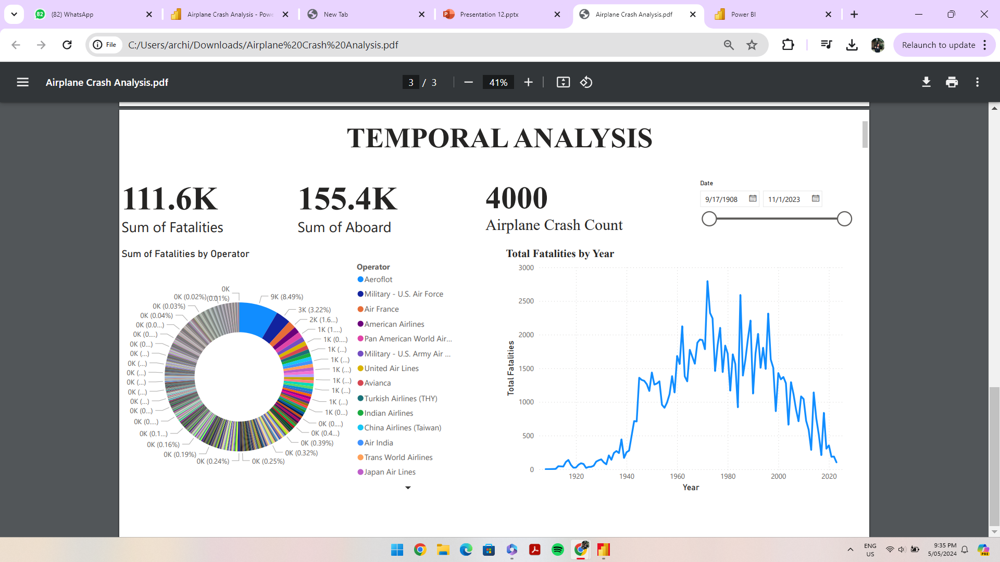 (82) WhatsApp
Airplane Crash Analysis - Powe
New Tab
Presentation 12.pptx
Airplane Crash Analysis.pdf
Power BI
File
C:/Users/archi/Downloads/Airplane%20Crash%20Analysis.pdf
Relaunch to update
Airplane Crash Analysis.pdf
3 / 3
41%
TEMPORAL ANALYSIS
111.6K
Sum of Fatalities
155.4K
Sum of Aboard
4000
Airplane Crash Count
Date
9/17/1908
11/1/2023
Sum of Fatalities by Operator
0K
(0.01%)
9K (8.49%)
3K (3.22%)
2K (1.6...)
1K (1....)
1K (0....)
1K (...)
1K (...)
1K (...)
1K (...)
1K (...)
1K (...)
1K (0...)
0K (0....)
0K (0.4...)
0K (0.39%)
0K (0.32%)
0K (0.25%)
0K (0.24%)
0K (0.19%)
0K (0.16%)
0K (0.1...)
0K (0....)
0K (0...)
0K (...)
0K (...)
0K (...)
0K (...)
0K (...)
0K (...)
0K (0...)
0K (0....)
0K (0.0...)
0K (0.04%)
0K (0.03%)
0K (0.02%)
Operator
Aeroflot
Military - U.S. Air Force
Air France
American Airlines
Pan American World Air...
Military - U.S. Army Air ...
United Air Lines
Avianca
Turkish Airlines (THY)
Indian Airlines
China Airlines (Taiwan)
Air India
Trans World Airlines
Japan Air Lines
Total Fatalities by Year
Total Fatalities
3000
2500
2000
1500
1000
500
0
1920
1940
1960
1980
2000
2020
Year
ENG
US
9:35 PM
5/05/2024